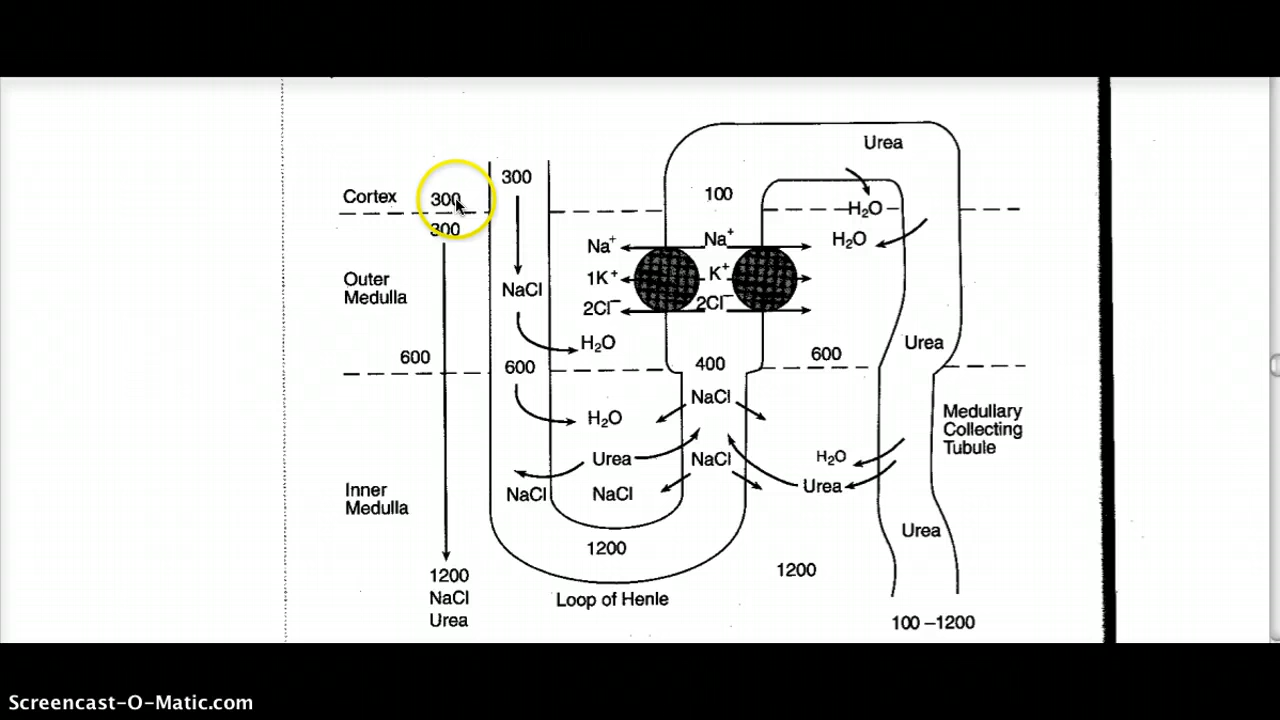 Urea
300
100
Cortex
300
H₂O
300
Na⁺
Na⁺
H₂O
Outer
Medulla
NaCl
1K⁺
K⁺
2Cl⁻
2Cl⁻
H₂O
Urea
600
600
400
600
NaCl
H₂O
Medullary
Collecting
Tubule
Urea
NaCl
H₂O
Urea
Inner
Medulla
NaCl
NaCl
Urea
1200
1200
1200
NaCl
Urea
Loop of Henle
100 –1200
Screencast-O-Matic.com